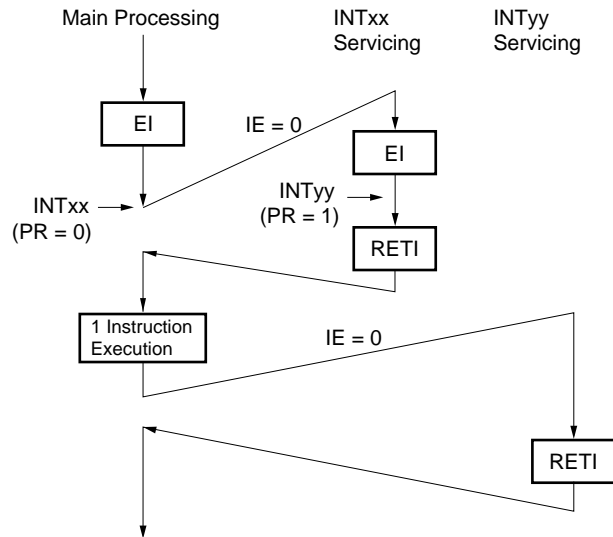 Main Processing
INTxx
Servicing
INTyy
Servicing
EI
IE = 0
EI
INTxx
(PR = 0)
INTyy
(PR = 1)
RETI
1 Instruction
Execution
IE = 0
RETI